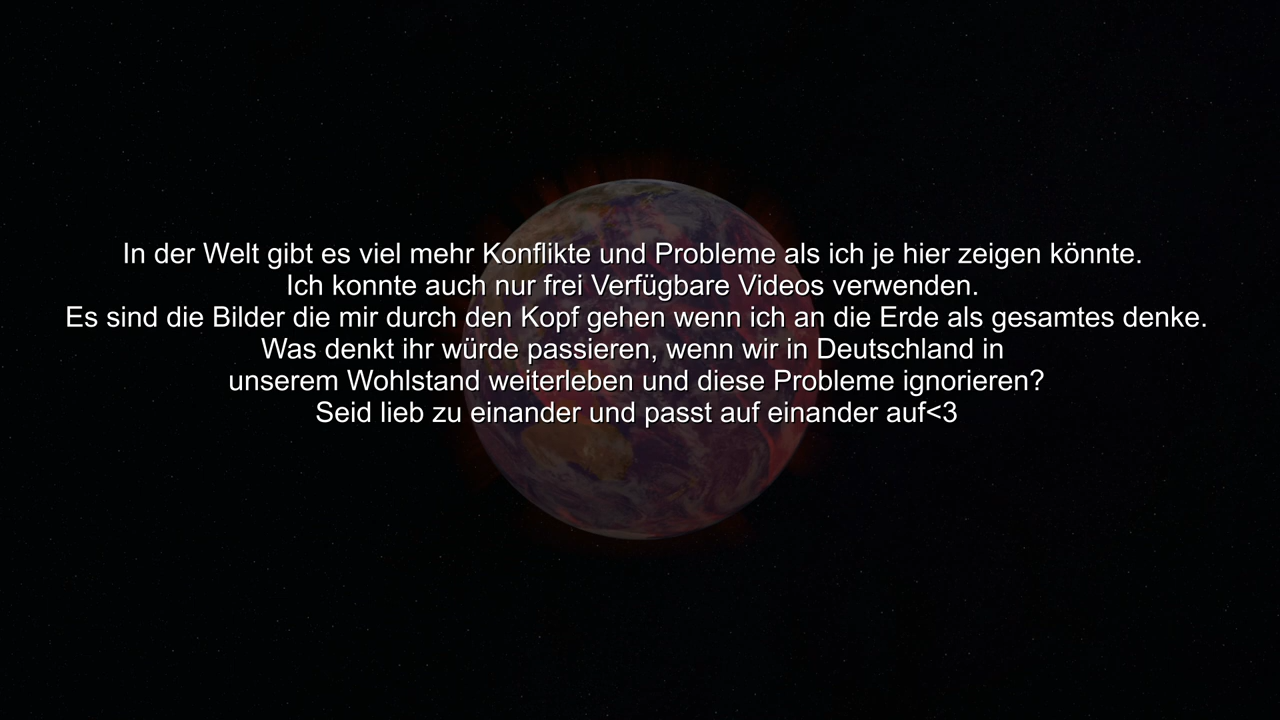 In der Welt gibt es viel mehr Konflikte und Probleme als ich je hier zeigen könnte.
Ich konnte auch nur frei Verfügbare Videos verwenden.
Es sind die Bilder die mir durch den Kopf gehen wenn ich an die Erde als gesamtes denke.
Was denkt ihr würde passieren, wenn wir in Deutschland in
unserem Wohlstand weiterleben und diese Probleme ignorieren?
Seid lieb zu einander und passt auf einander auf<3